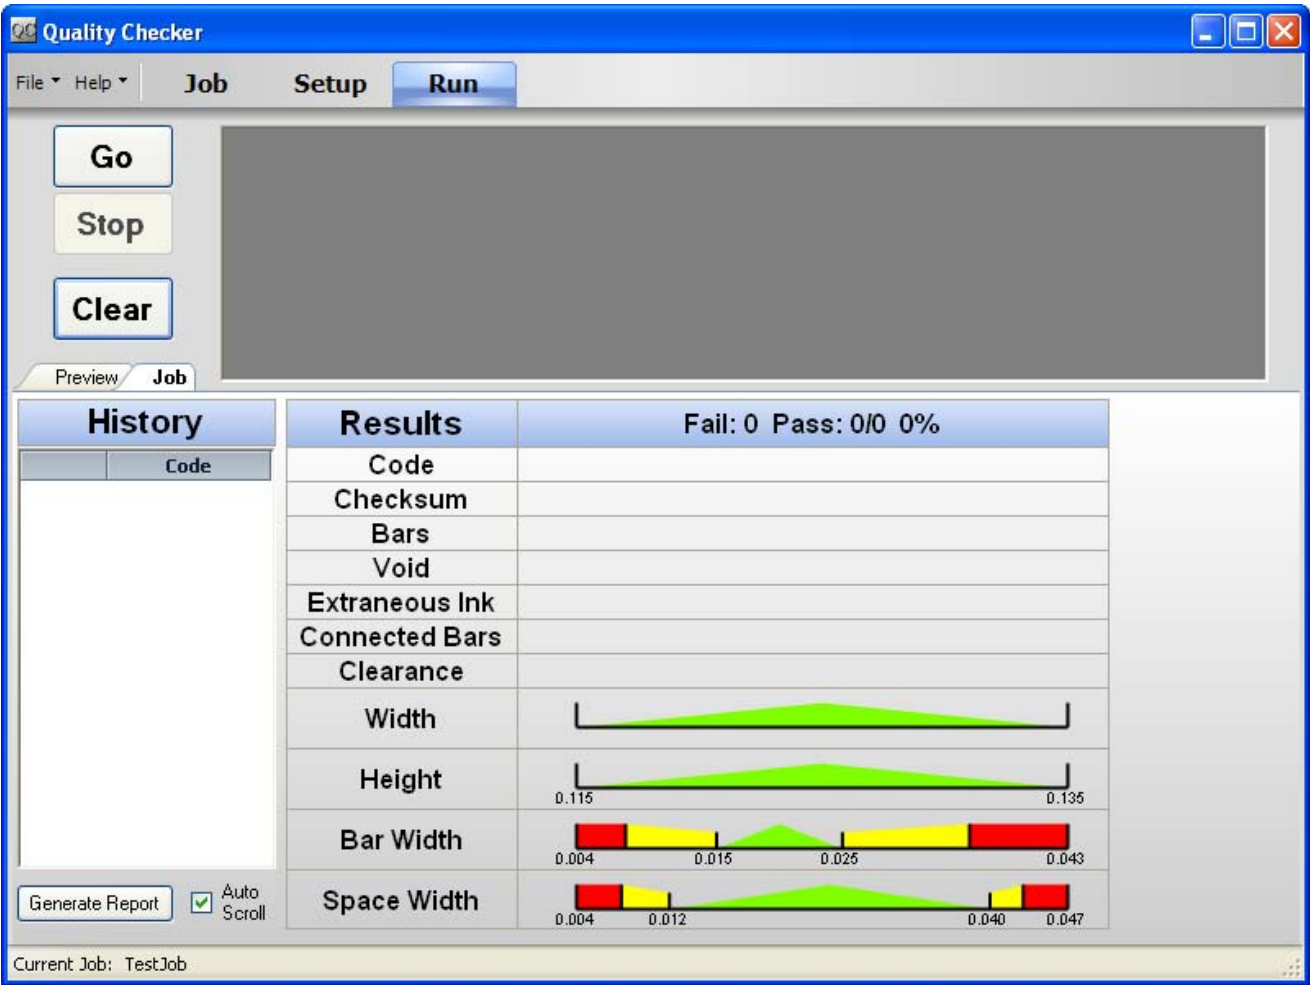 QC Quality Checker
File Help Job Setup Run
Go
Stop
Clear
Preview Job
History
Code
Results Fail: 0 Pass: 0/0 0%
Code
Checksum
Bars
Void
Extraneous Ink
Connected Bars
Clearance
Width
Height
0.115 0.135
Bar Width
0.004 0.015 0.025 0.043
Space Width
0.004 0.012 0.040 0.047
Generate Report
Auto
Scroll
Current Job: TestJob